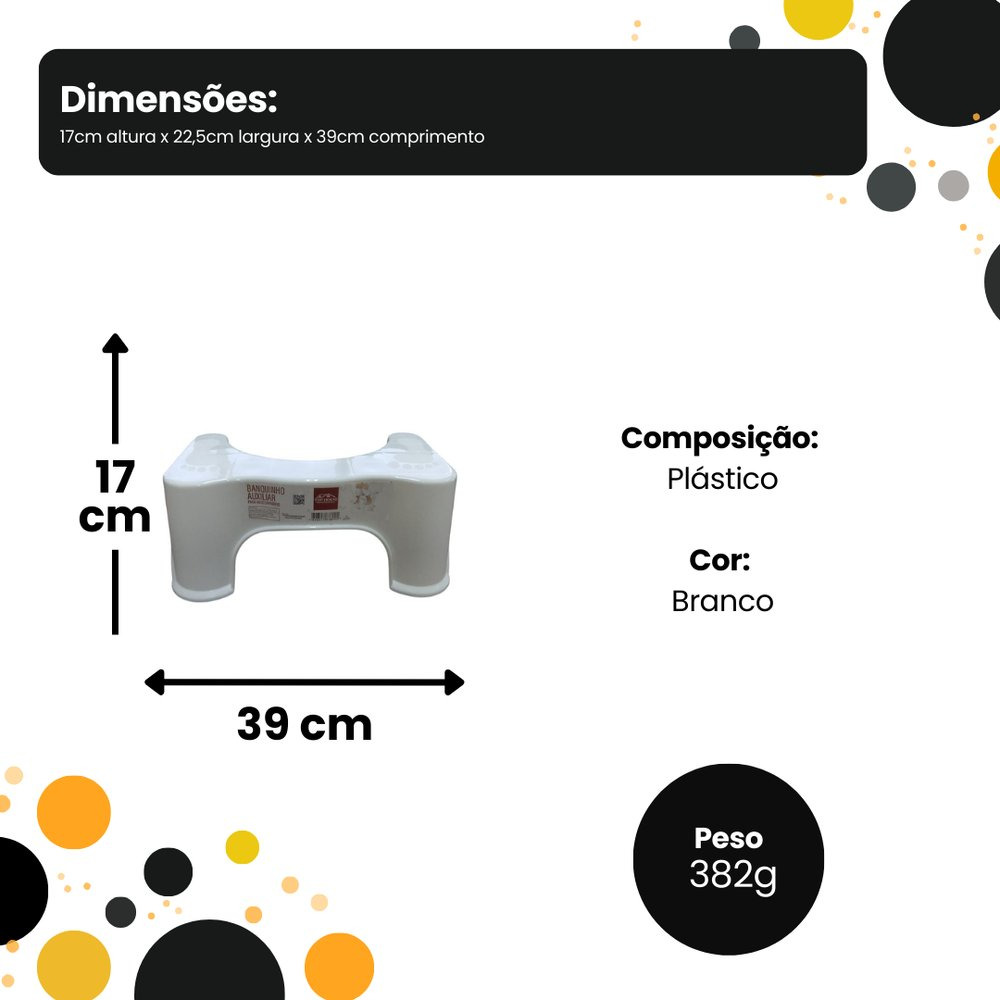 Dimensões:
17cm altura x 22,5cm largura x 39cm comprimento
17
cm
BANQUINHO
AUXILIAR
39 cm
Composição:
Plástico
Cor:
Branco
Peso
382g